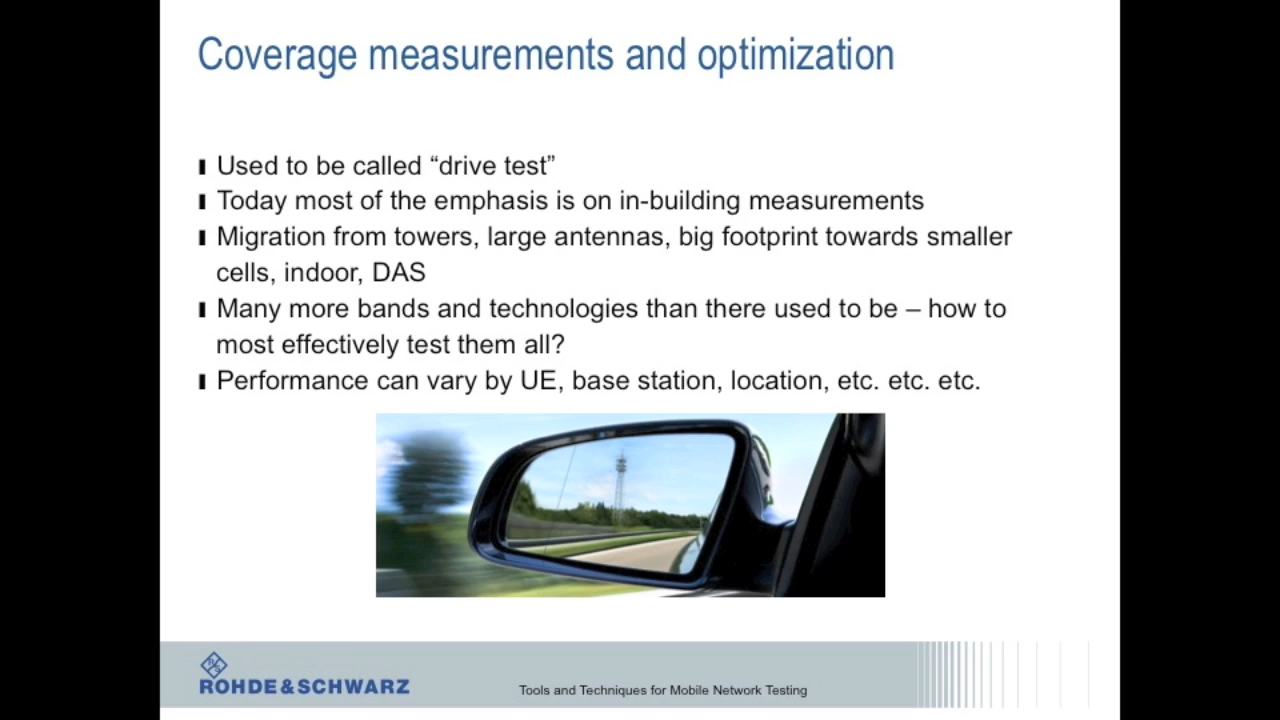 Coverage measurements and optimization
Used to be called “drive test”
Today most of the emphasis is on in-building measurements
Migration from towers, large antennas, big footprint towards smaller
cells, indoor, DAS
Many more bands and technologies than there used to be – how to
most effectively test them all?
Performance can vary by UE, base station, location, etc. etc. etc.
R S
ROHDE&SCHWARZ
Tools and Techniques for Mobile Network Testing